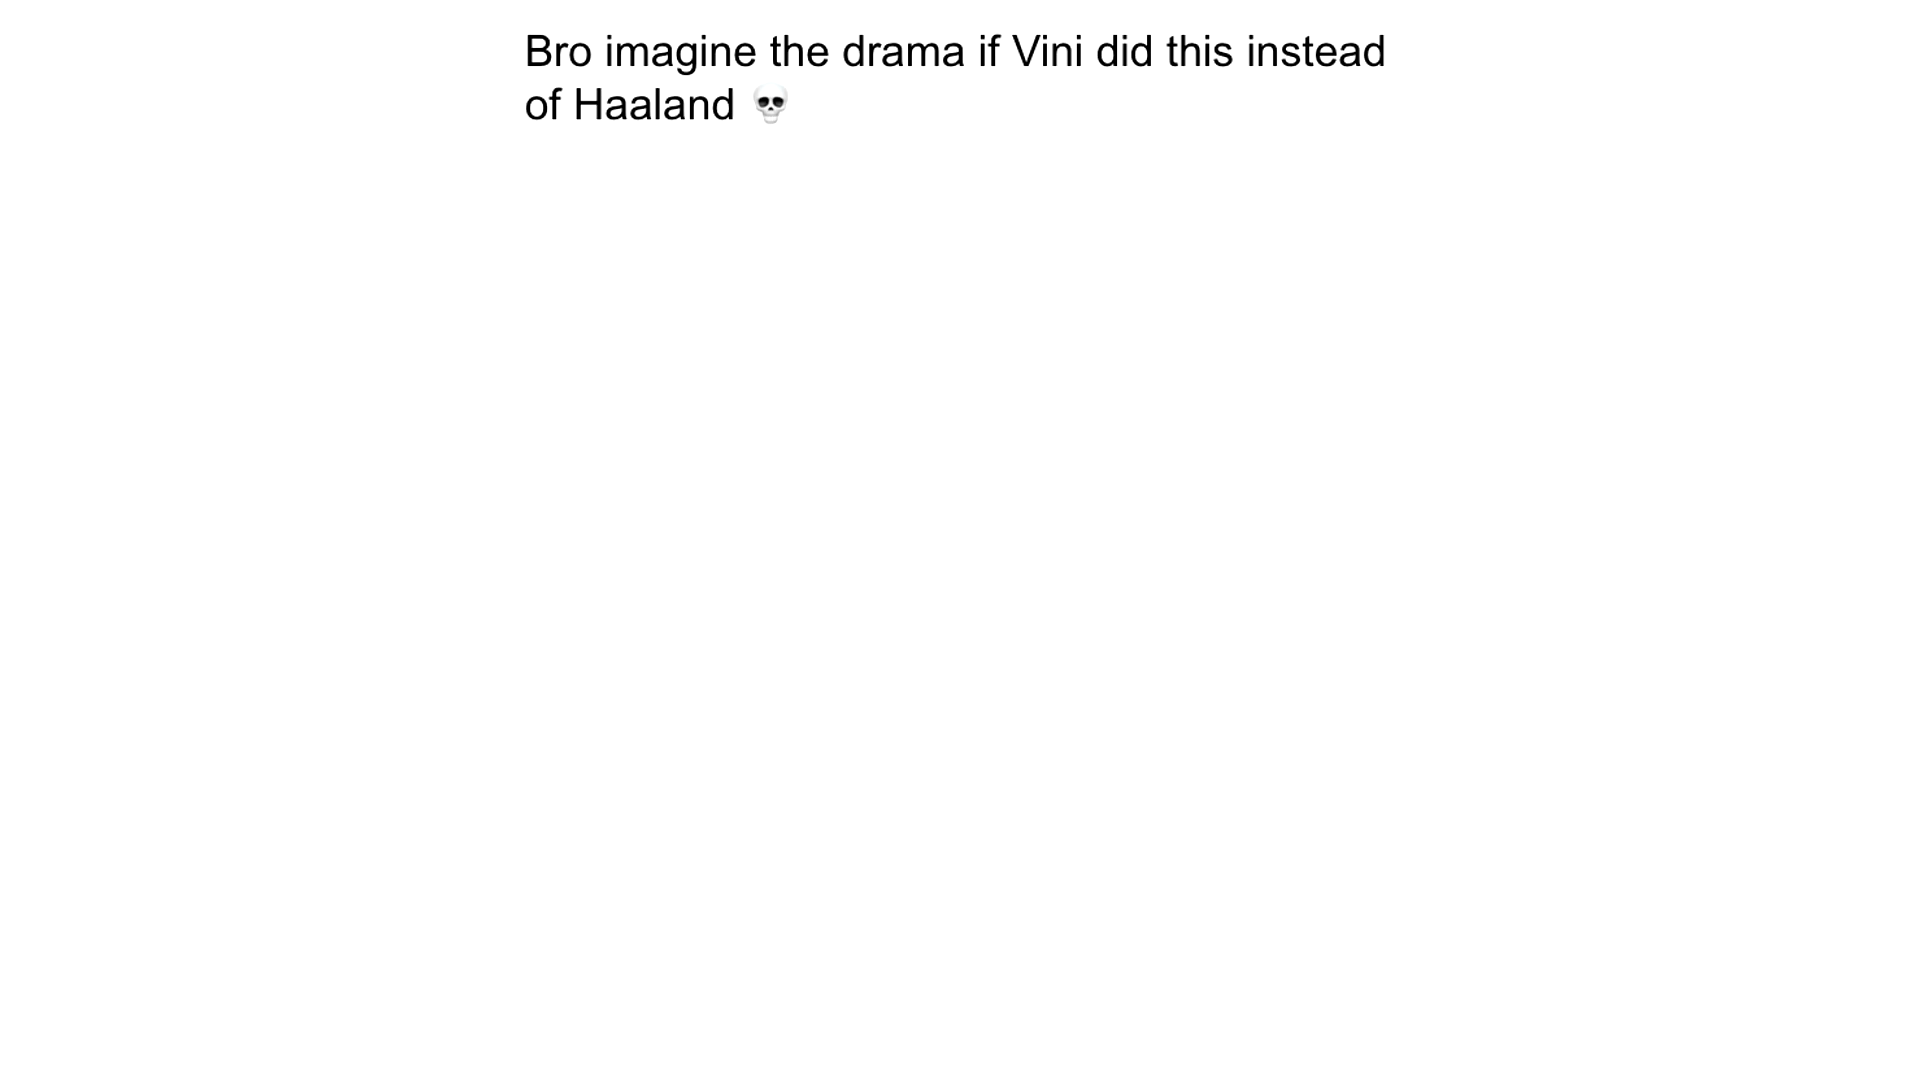 Bro imagine the drama if Vini did this instead
of Haaland 💀